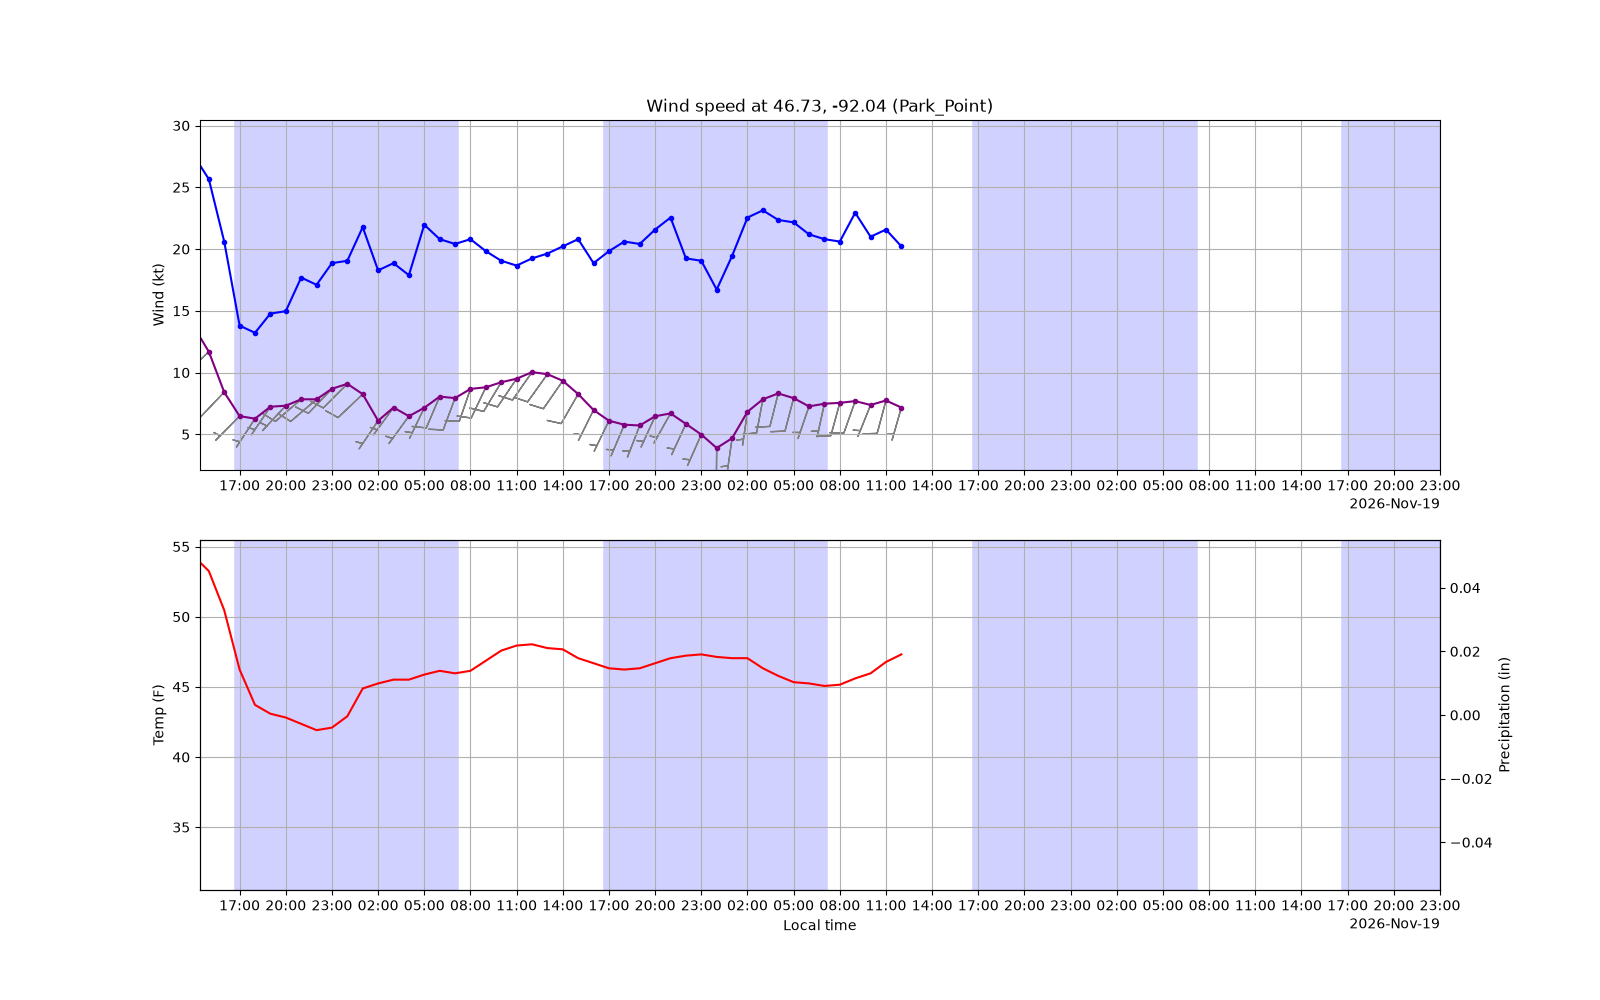 Wind speed at 46.73, -92.04 (Park_Point)
30
25
20
15
10
5
Wind (kt)
17:00 20:00 23:00 02:00 05:00 08:00 11:00 14:00 17:00 20:00 23:00 02:00 05:00 08:00 11:00 14:00 17:00 20:00 23:00 02:00 05:00 08:00 11:00 14:00 17:00 20:00 23:00
2026-Nov-19
55
50
45
40
35
Temp (F)
0.04
0.02
0.00
−0.02
−0.04
Precipitation (in)
17:00 20:00 23:00 02:00 05:00 08:00 11:00 14:00 17:00 20:00 23:00 02:00 05:00 08:00 11:00 14:00 17:00 20:00 23:00 02:00 05:00 08:00 11:00 14:00 17:00 20:00 23:00
Local time
2026-Nov-19